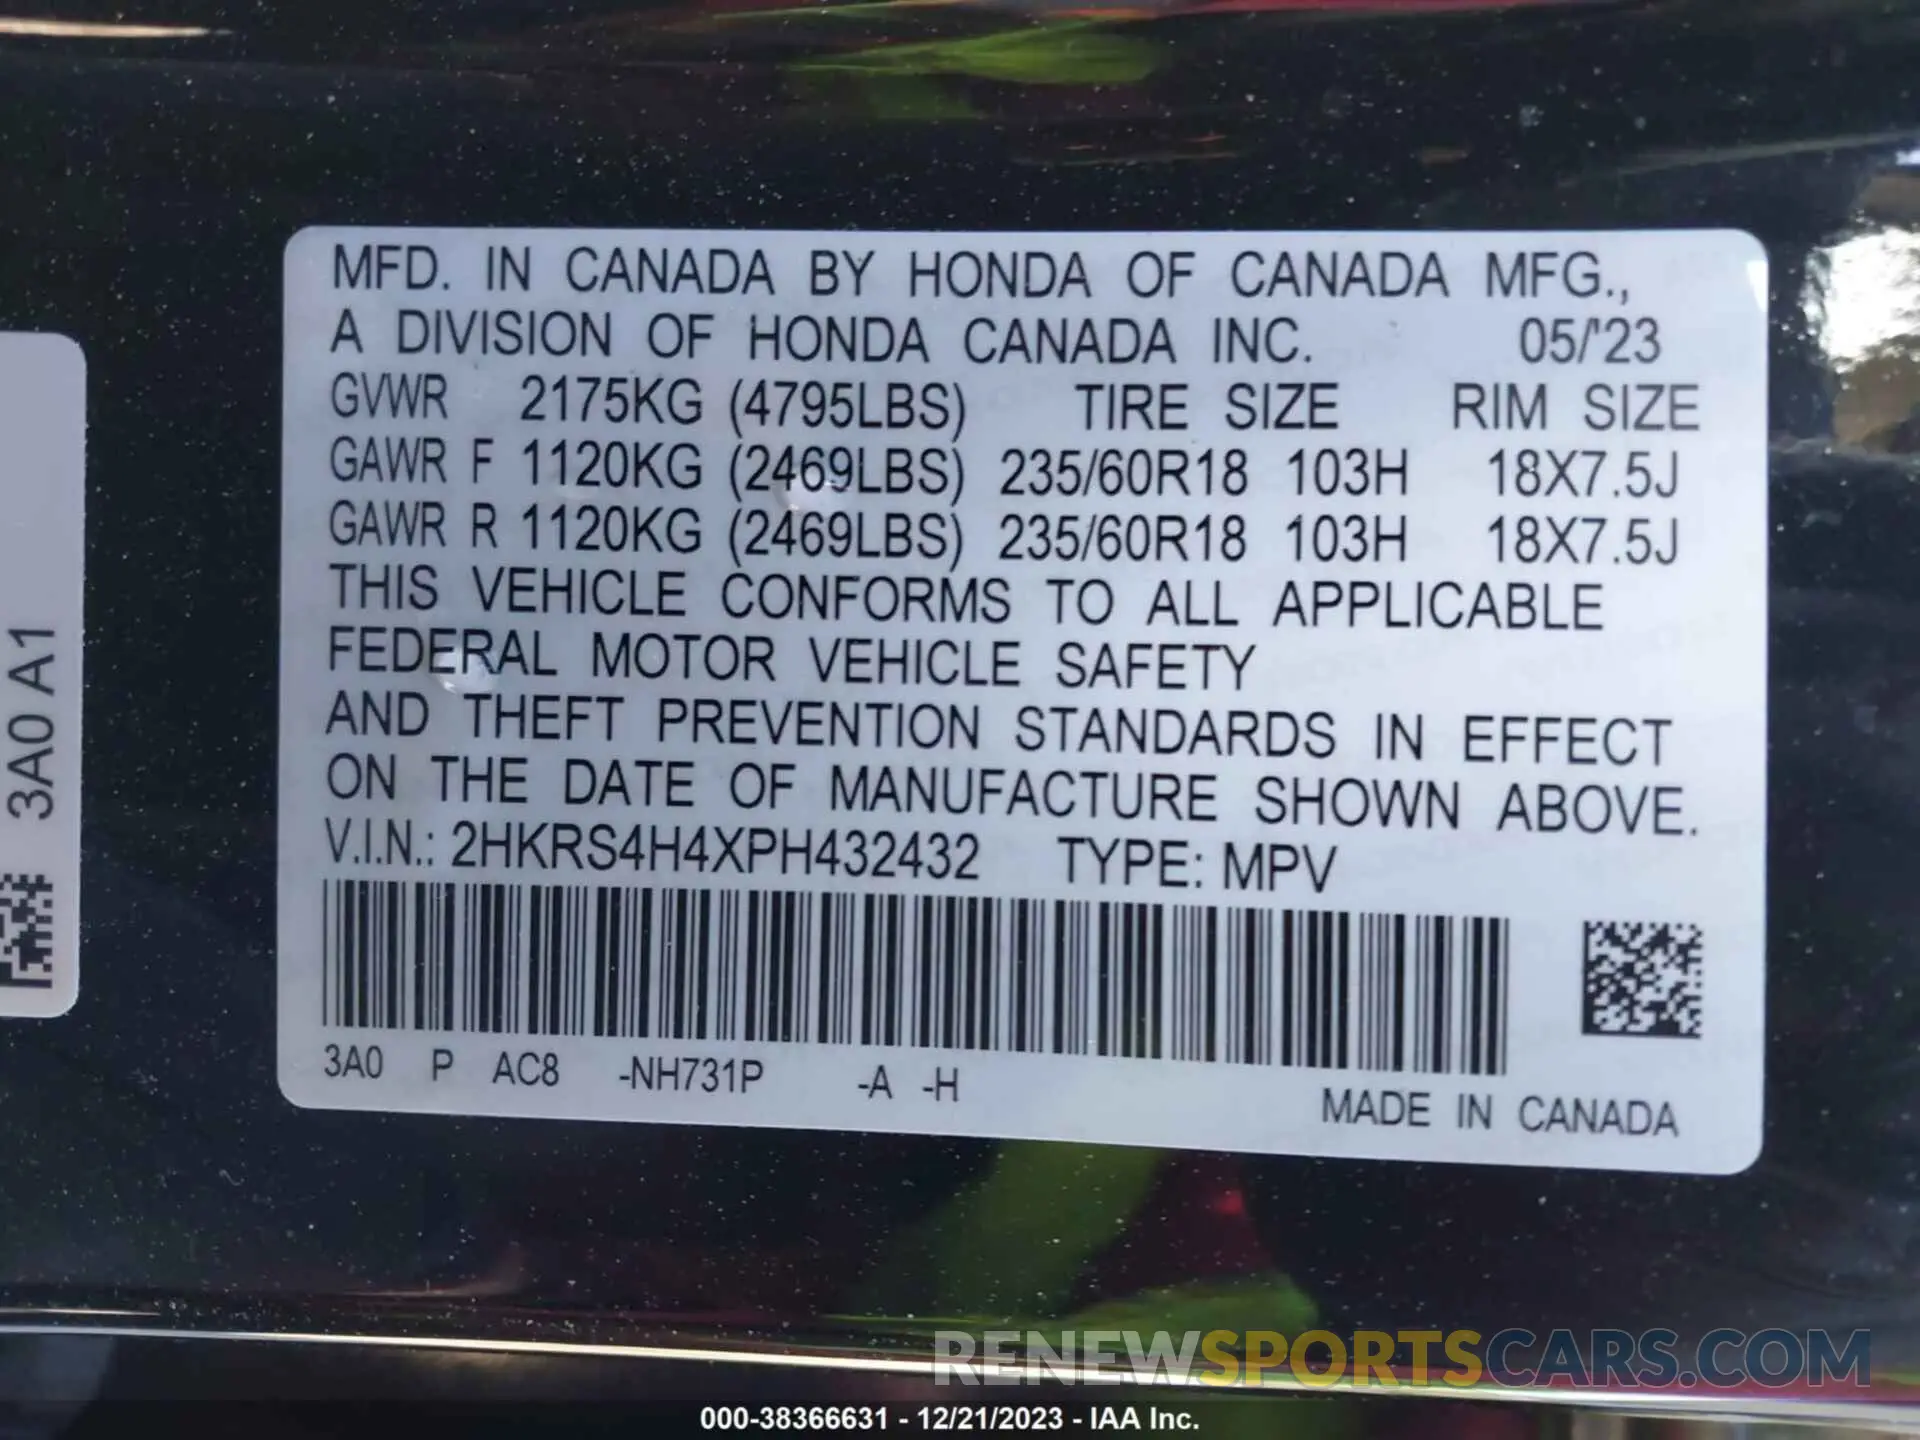 MFD. IN CANADA BY HONDA OF CANADA MFG.,
A DIVISION OF HONDA CANADA INC. 05/'23
GVWR 2175KG (4795LBS) TIRE SIZE RIM SIZE
GAWR F 1120KG (2469LBS) 235/60R18 103H 18X7.5J
GAWR R 1120KG (2469LBS) 235/60R18 103H 18X7.5J
THIS VEHICLE CONFORMS TO ALL APPLICABLE
FEDERAL MOTOR VEHICLE SAFETY
AND THEFT PREVENTION STANDARDS IN EFFECT
ON THE DATE OF MANUFACTURE SHOWN ABOVE.
V.I.N.: 2HKRS4H4XPH432432 TYPE: MPV
3A0 P AC8 -NH731P -A -H
MADE IN CANADA
3A0 A1
RENEWSPORTSCARS.COM
000-38366631 - 12/21/2023 - IAA Inc.